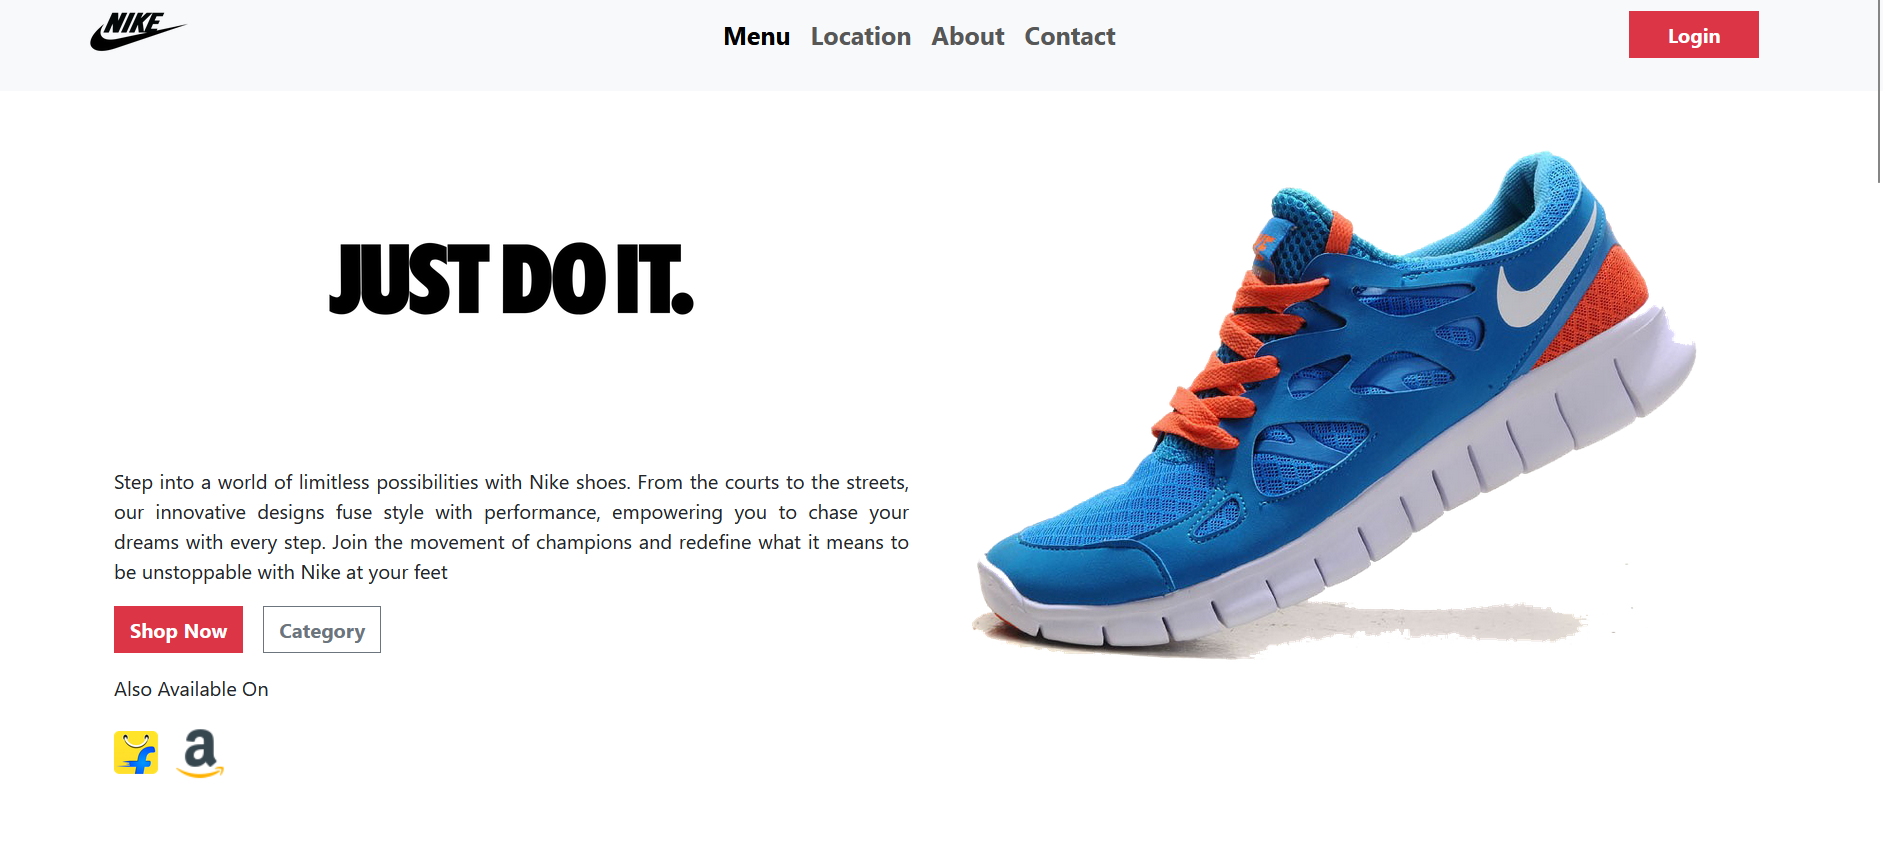 NIKE
Menu Location About Contact
Login
JUST DO IT.
Step into a world of limitless possibilities with Nike shoes. From the courts to the streets,
our innovative designs fuse style with performance, empowering you to chase your
dreams with every step. Join the movement of champions and redefine what it means to
be unstoppable with Nike at your feet
Shop Now Category
Also Available On
f a